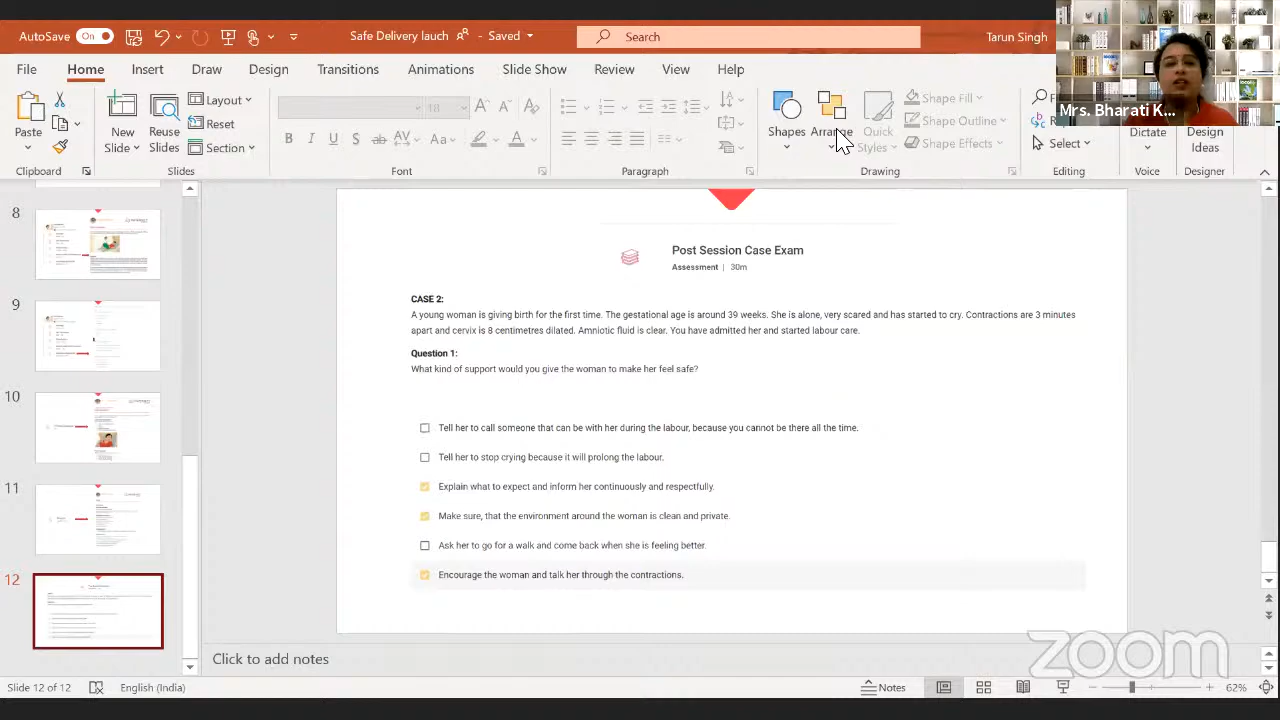 AutoSave On Safe Delivery lauch - Saved Search Tarun Singh
File Home Insert Draw Design Transitions Animations Slide Show Review View Help
Mrs. Bharati K...
Paste New Slide Reuse Slides Layout Reset Section
B I U S ab AV Aa A
Shapes Arrange Quick Styles Shape Fill Shape Outline Shape Effects
Select Dictate Design Ideas
Clipboard Slides Font Paragraph Drawing Editing Voice Designer
8
9
10
11
12
Post Session Case Exam
Assessment | 30m
CASE 2:
A young woman is giving birth for the first time. The gestational age is around 39 weeks. She is alone, very scared and has started to cry. Contractions are 3 minutes
apart and cervix is 8 centimetres dilated. Amniotic fluid is clear. You have admitted her and started labour care.
Question 1:
What kind of support would you give the woman to make her feel safe?
Tell her to call someone that can be with her during the labour, because you cannot be there all the time.
Tell her to stop crying because it will prolong the labour.
Explain what to expect and inform her continuously and respectfully.
Make sure, that the environment around the woman is clean and private.
Ask her to go for a walk and come back when she is feeling better.
Encourage the woman and talk her through the contractions.
Click to add notes
zoom
Slide 12 of 12 English (India) Notes 62%